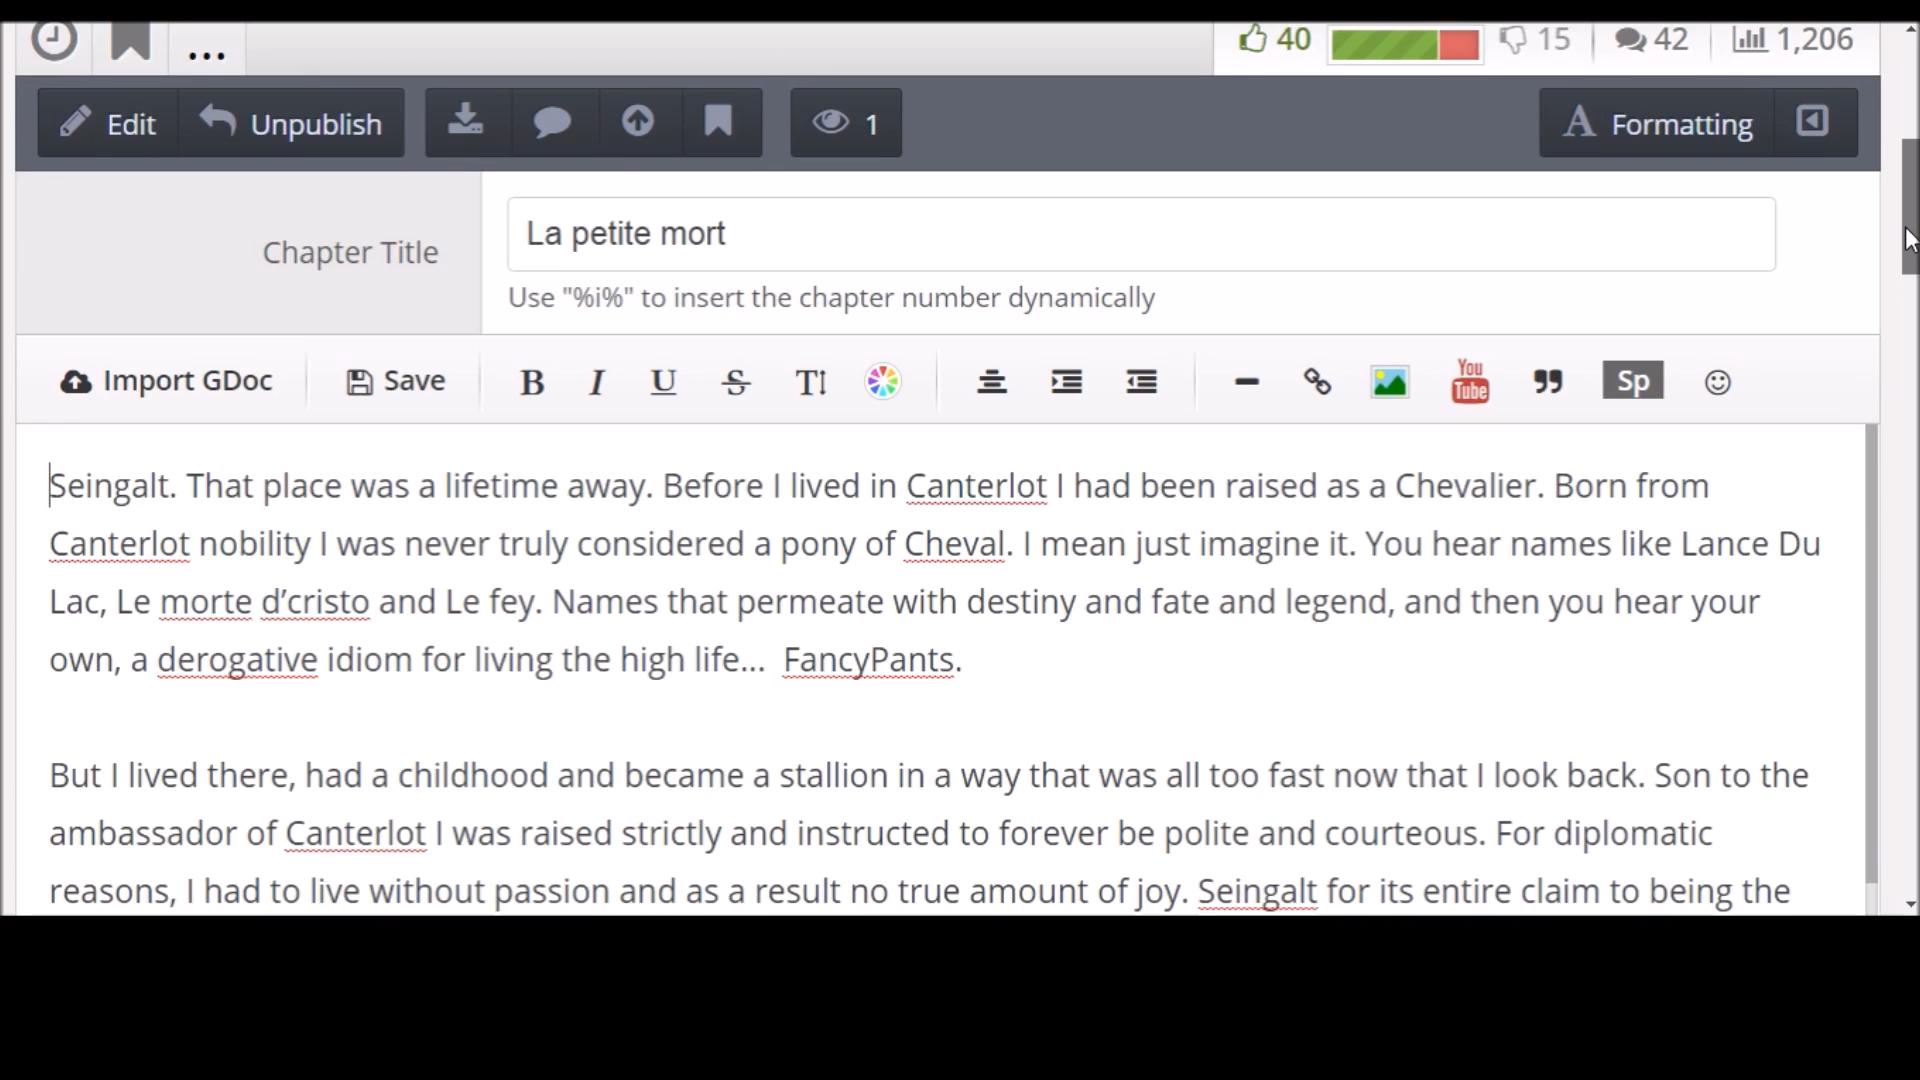 ... 40 15 42 1,206
Edit Unpublish 1 A Formatting
Chapter Title La petite mort
Use "%i%" to insert the chapter number dynamically
Import GDoc Save B I U S T You Tube Sp
Seingalt. That place was a lifetime away. Before I lived in Canterlot I had been raised as a Chevalier. Born from
Canterlot nobility I was never truly considered a pony of Cheval. I mean just imagine it. You hear names like Lance Du
Lac, Le morte d’cristo and Le fey. Names that permeate with destiny and fate and legend, and then you hear your
own, a derogative idiom for living the high life... FancyPants.
But I lived there, had a childhood and became a stallion in a way that was all too fast now that I look back. Son to the
ambassador of Canterlot I was raised strictly and instructed to forever be polite and courteous. For diplomatic
reasons, I had to live without passion and as a result no true amount of joy. Seingalt for its entire claim to being the